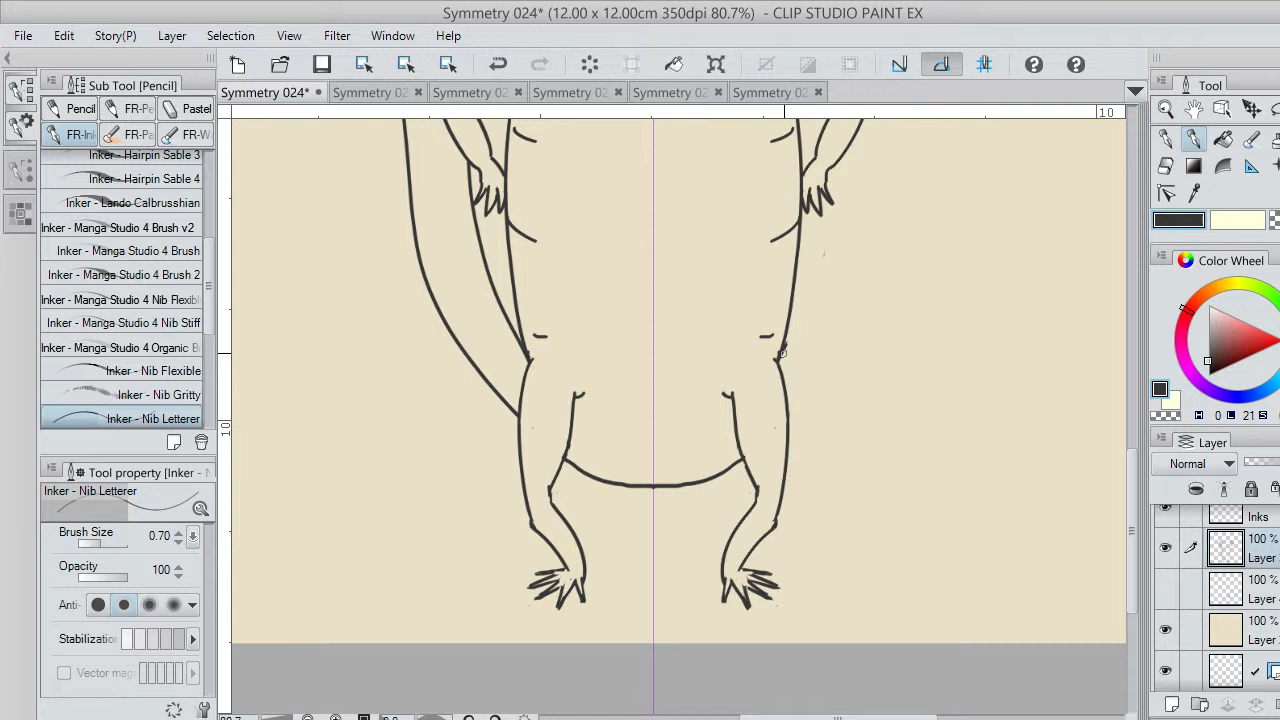 Symmetry 024* (12.00 x 12.00cm 350dpi 80.7%)  - CLIP STUDIO PAINT EX
File Edit Story(P) Layer Selection View Filter Window Help
Sub Tool [Pencil]
Tool
Symmetry 024* Symmetry 02 Symmetry 02 Symmetry 02 Symmetry 02 Symmetry 02
Pencil FR-Pe Pastel
FR-Ink FR-Pa FR-W
10
Inker - Hairpin Sable 3
Inker - Hairpin Sable 4
Inker - Lando Calbrusshian
Inker - Manga Studio 4 Brush v2
Inker - Manga Studio 4 Brush
Inker - Manga Studio 4 Brush 2
Inker - Manga Studio 4 Nib Flexibl
Inker - Manga Studio 4 Nib Stiff
Inker - Manga Studio 4 Organic B
Inker - Nib Flexible
Inker - Nib Gritty
Inker - Nib Letterer
Color Wheel
H 0 L 21 S
10
Tool property [Inker - N
Inker - Nib Letterer
Brush Size 0.70
Opacity 100
Anti-
Stabilization
Vector mag
Layer
Normal
Inks
100 %
Layer
100 %
Layer
100 %
Layer